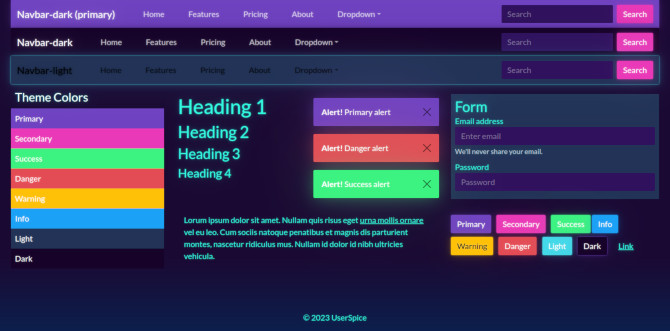 Navbar-dark (primary) Home Features Pricing About Dropdown Search Search
Navbar-dark Home Features Pricing About Dropdown Search Search
Navbar-light Home Features Pricing About Dropdown Search Search
Theme Colors
Primary
Secondary
Success
Danger
Warning
Info
Light
Dark
Heading 1
Heading 2
Heading 3
Heading 4
Alert! Primary alert
Alert! Danger alert
Alert! Success alert
Form
Email address
Enter email
We'll never share your email.
Password
Password
Lorem ipsum dolor sit amet. Nullam quis risus eget urna mollis ornare
vel eu leo. Cum sociis natoque penatibus et magnis dis parturient
montes, nascetur ridiculus mus. Nullam id dolor id nibh ultricies
vehicula.
Primary Secondary Success Info
Warning Danger Light Dark Link
© 2023 UserSpice